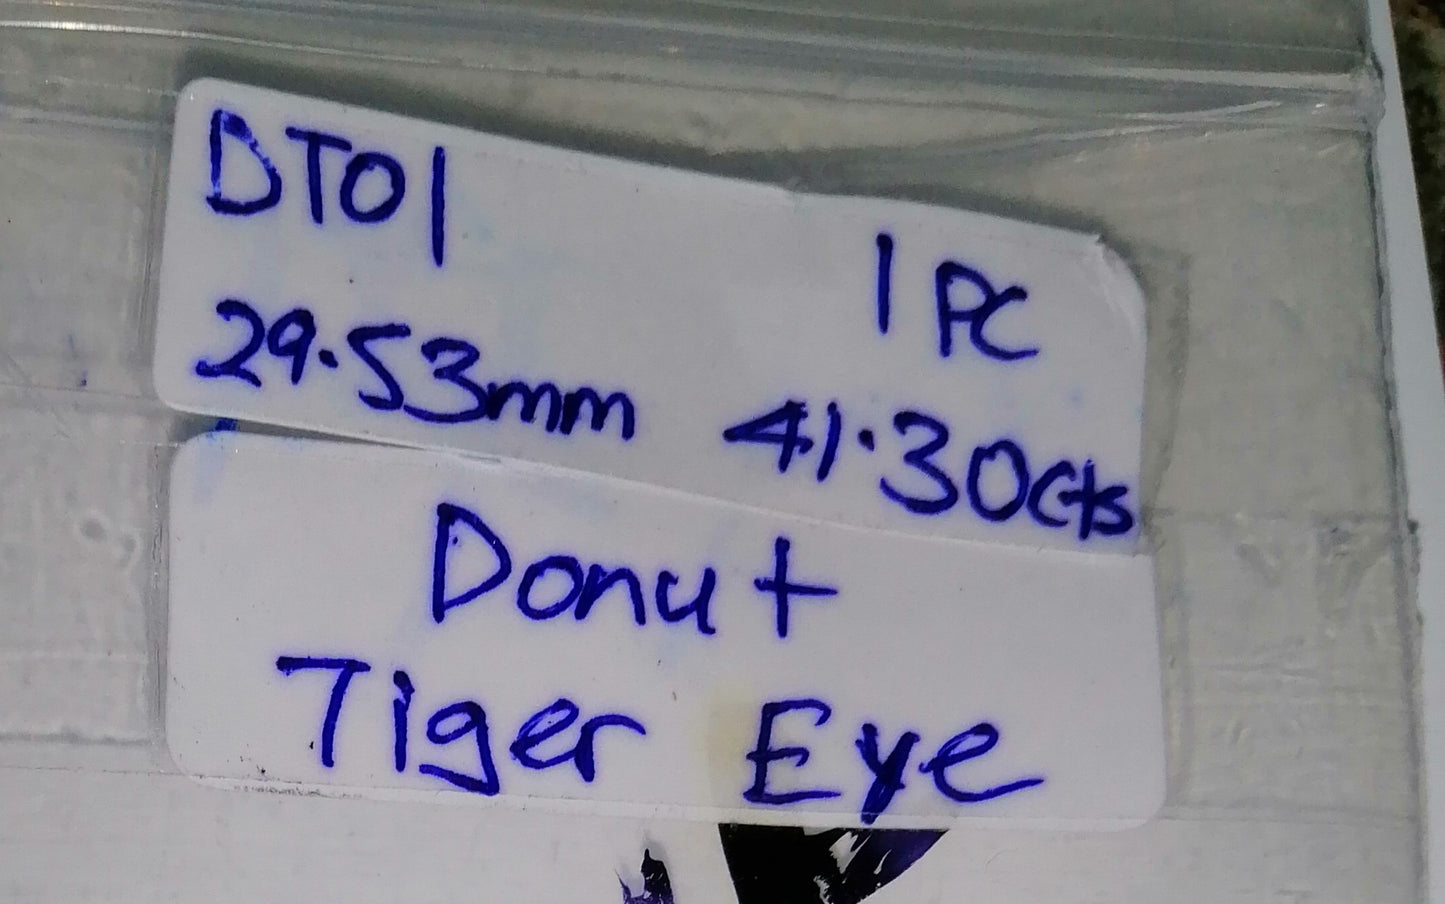 DT01
1 PC
29.53mm 41.30cts
Donut
Tiger Eye